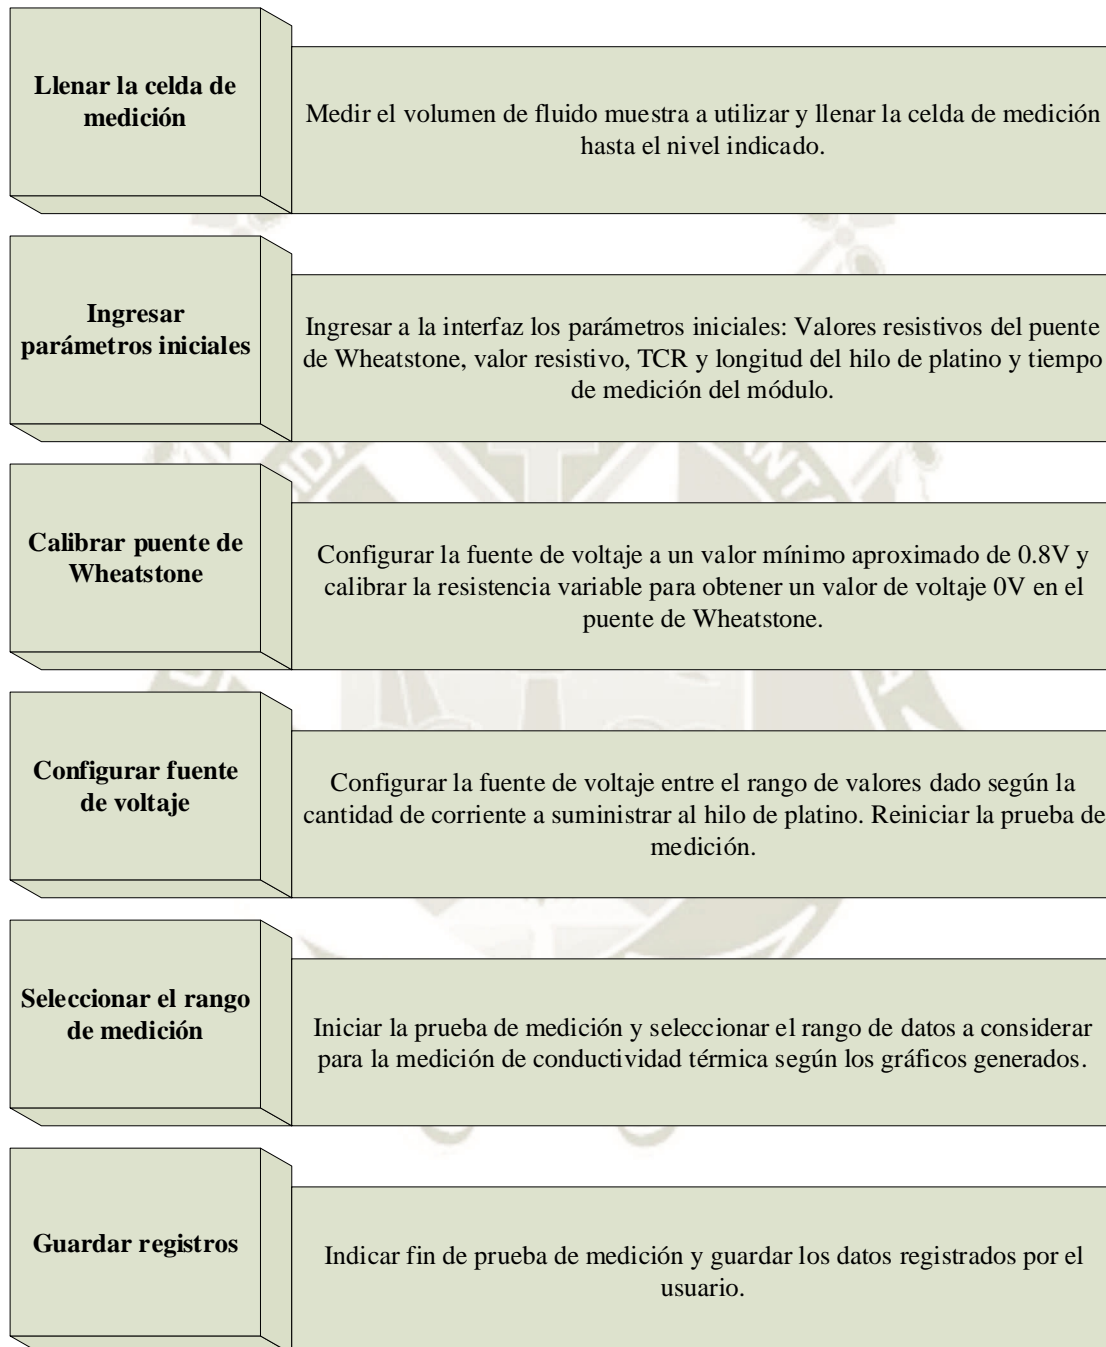 Llenar la celda de
medición
Medir el volumen de fluido muestra a utilizar y llenar la celda de medición
hasta el nivel indicado.
Ingresar
parámetros iniciales
Ingresar a la interfaz los parámetros iniciales: Valores resistivos del puente
de Wheatstone, valor resistivo, TCR y longitud del hilo de platino y tiempo
de medición del módulo.
Calibrar puente de
Wheatstone
Configurar la fuente de voltaje a un valor mínimo aproximado de 0.8V y
calibrar la resistencia variable para obtener un valor de voltaje 0V en el
puente de Wheatstone.
Configurar fuente
de voltaje
Configurar la fuente de voltaje entre el rango de valores dado según la
cantidad de corriente a suministrar al hilo de platino. Reiniciar la prueba de
medición.
Seleccionar el rango
de medición
Iniciar la prueba de medición y seleccionar el rango de datos a considerar
para la medición de conductividad térmica según los gráficos generados.
Guardar registros
Indicar fin de prueba de medición y guardar los datos registrados por el
usuario.